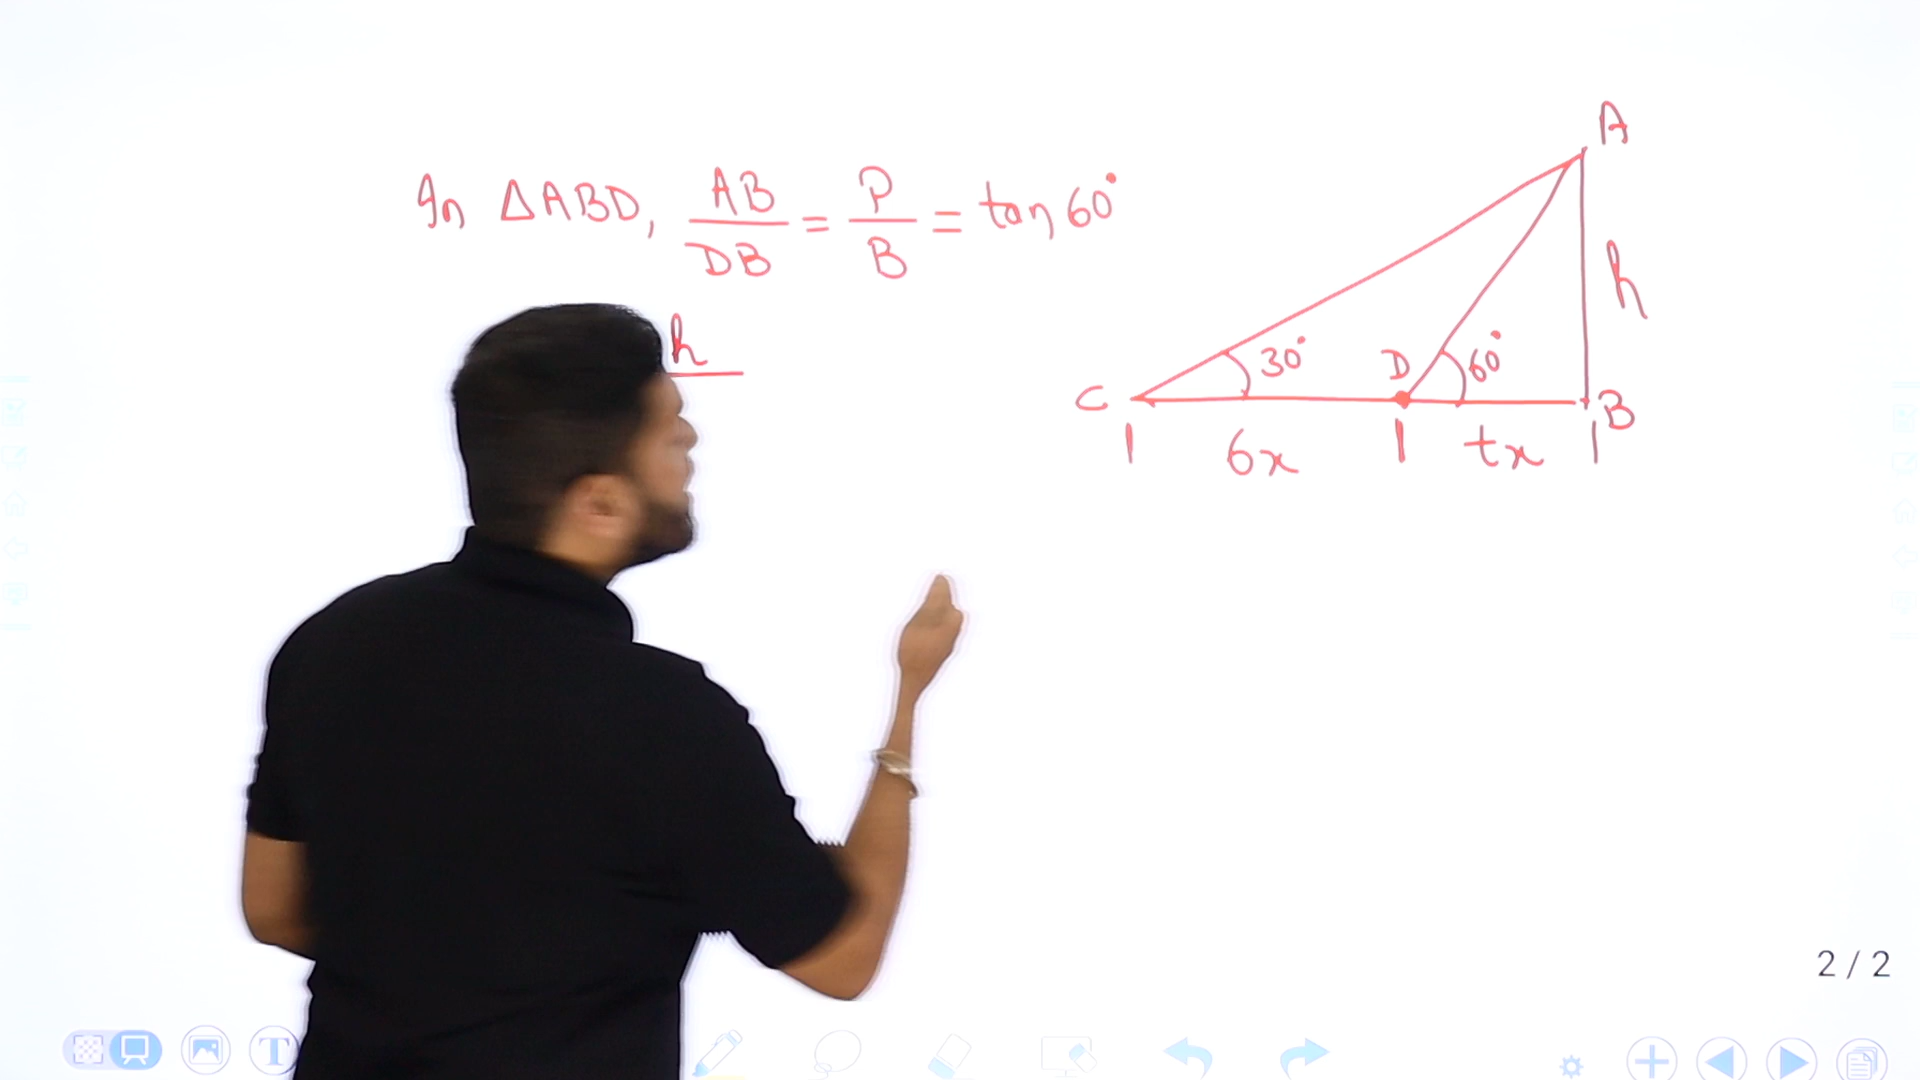 In ΔABD, AB/DB = P/B = tan 60°
h
A
h
30°
D
60°
C
B
6x
tx
2 / 2
T